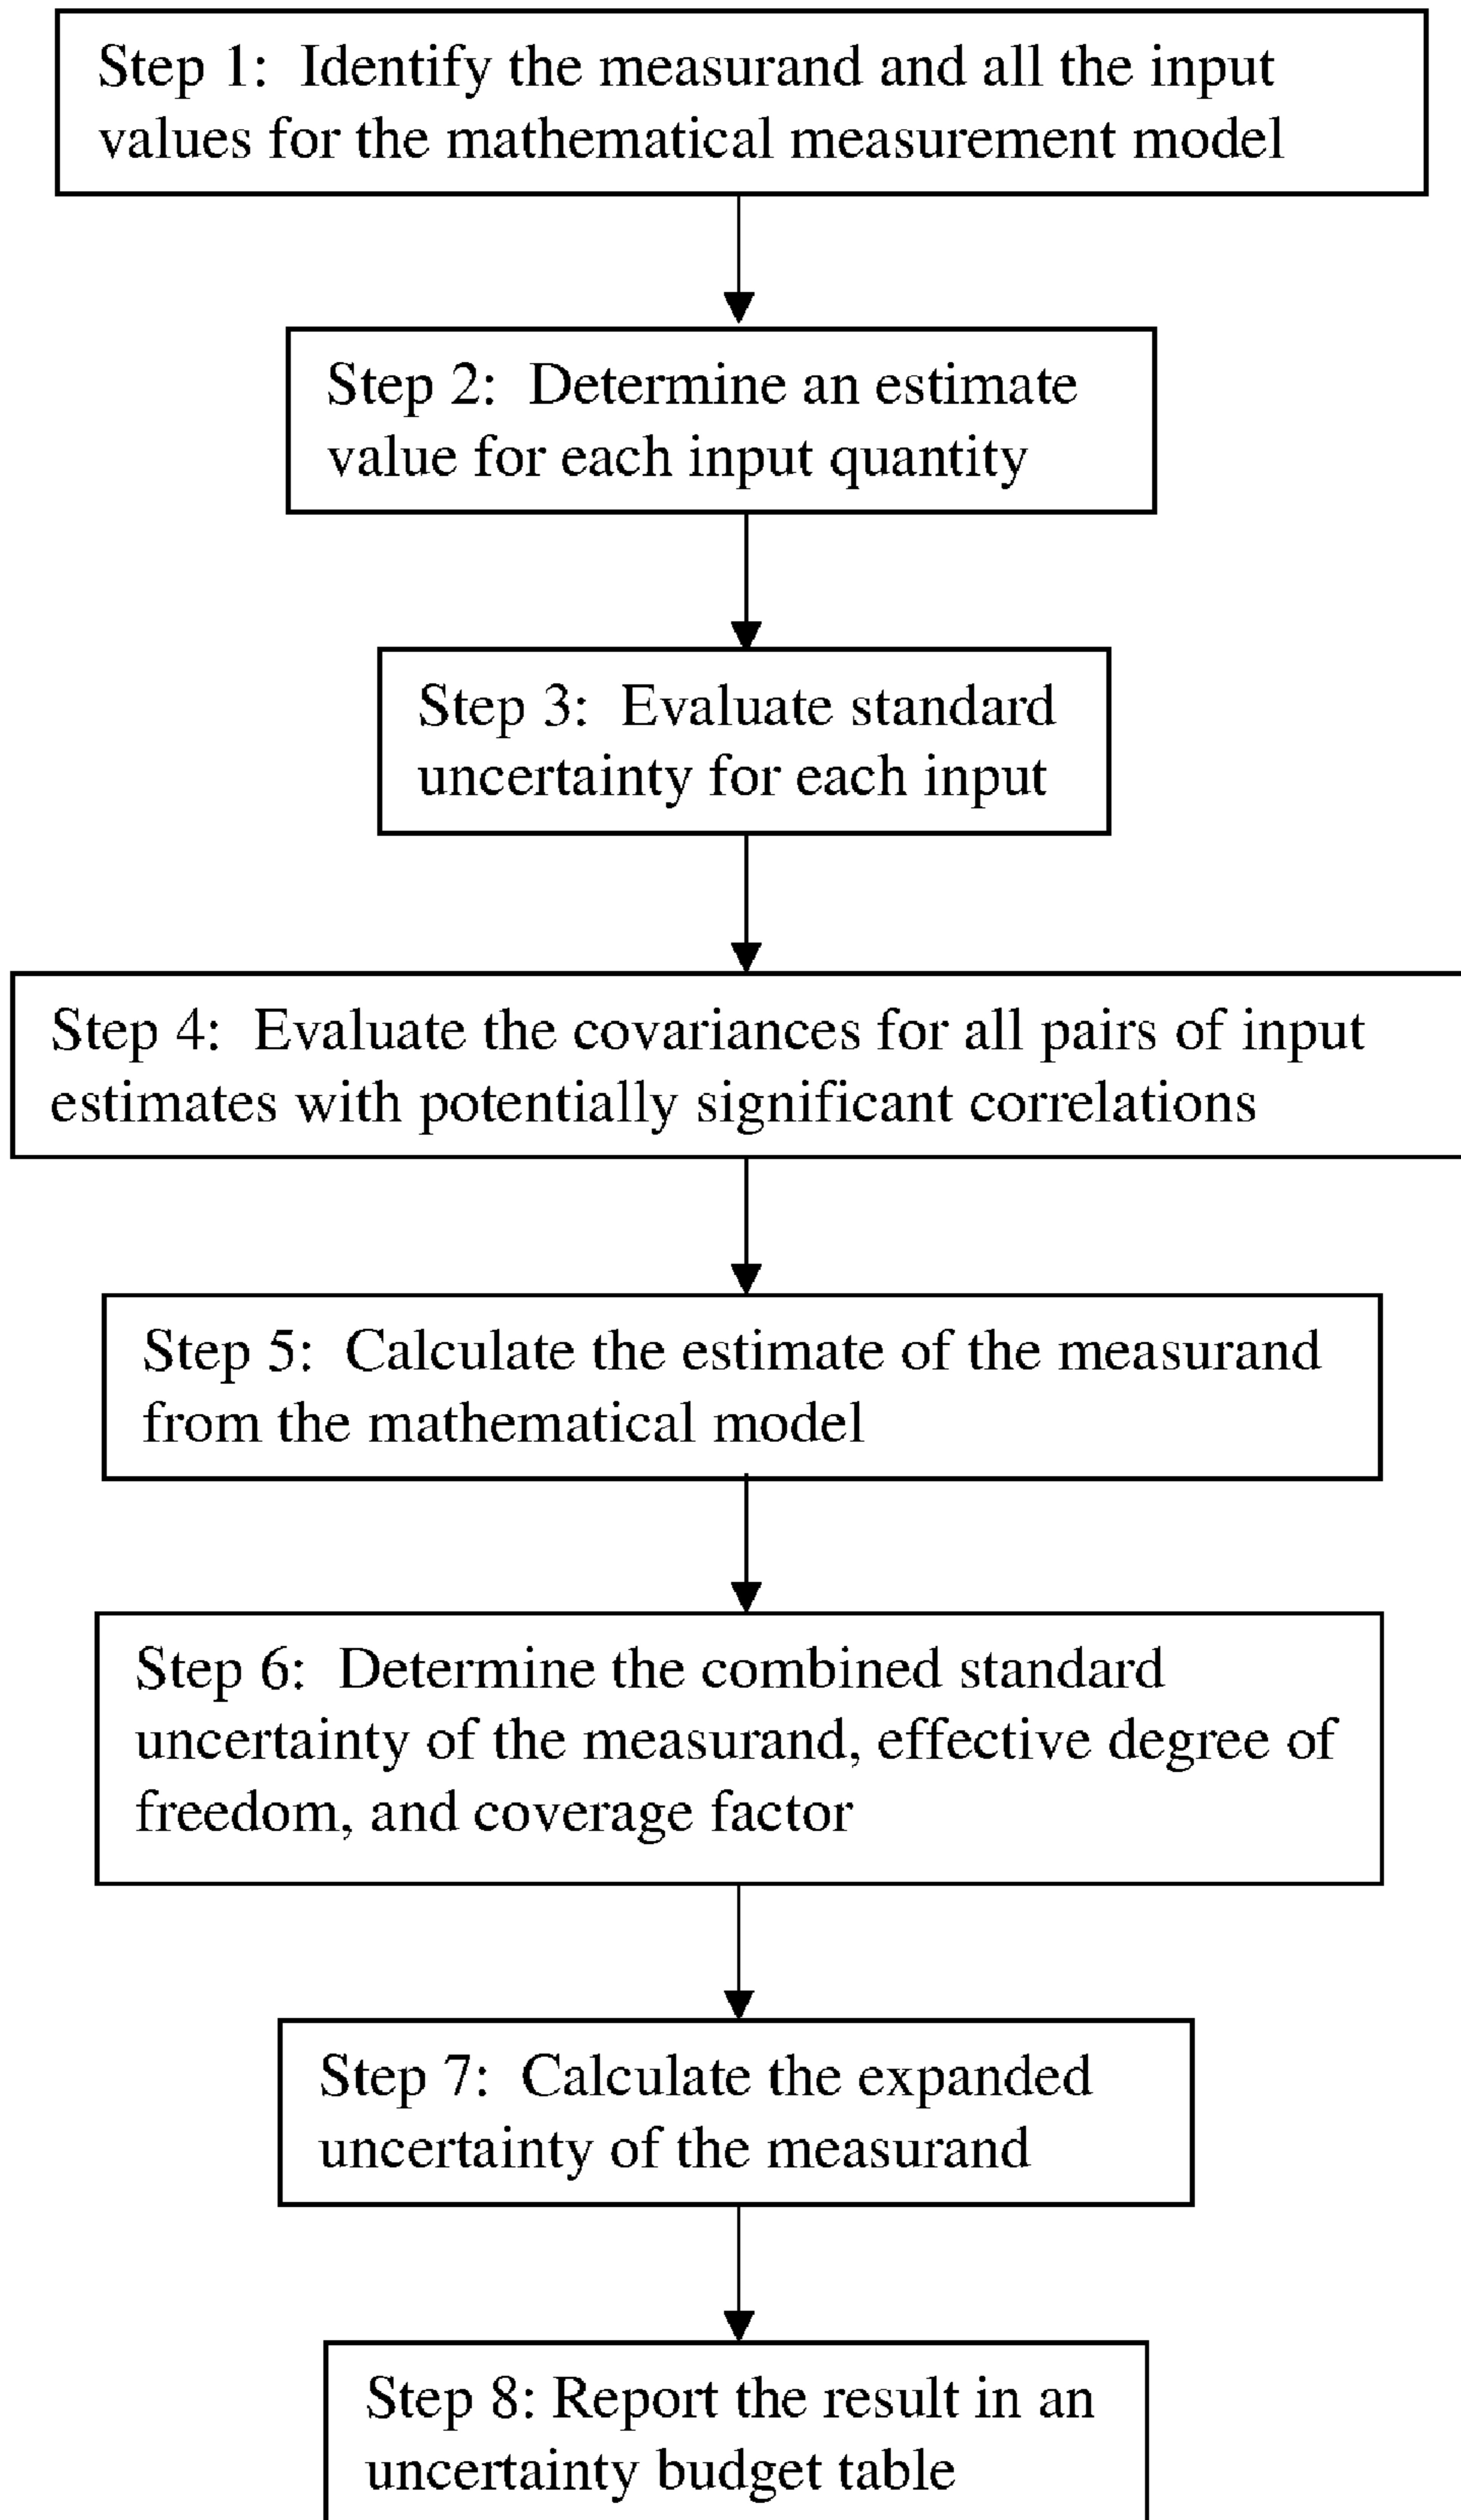 Step 1:  Identify the measurand and all the input
values for the mathematical measurement model
Step 2:  Determine an estimate
value for each input quantity
Step 3:  Evaluate standard
uncertainty for each input
Step 4:  Evaluate the covariances for all pairs of input
estimates with potentially significant correlations
Step 5:  Calculate the estimate of the measurand
from the mathematical model
Step 6:  Determine the combined standard
uncertainty of the measurand, effective degree of
freedom, and coverage factor
Step 7:  Calculate the expanded
uncertainty of the measurand
Step 8: Report the result in an
uncertainty budget table